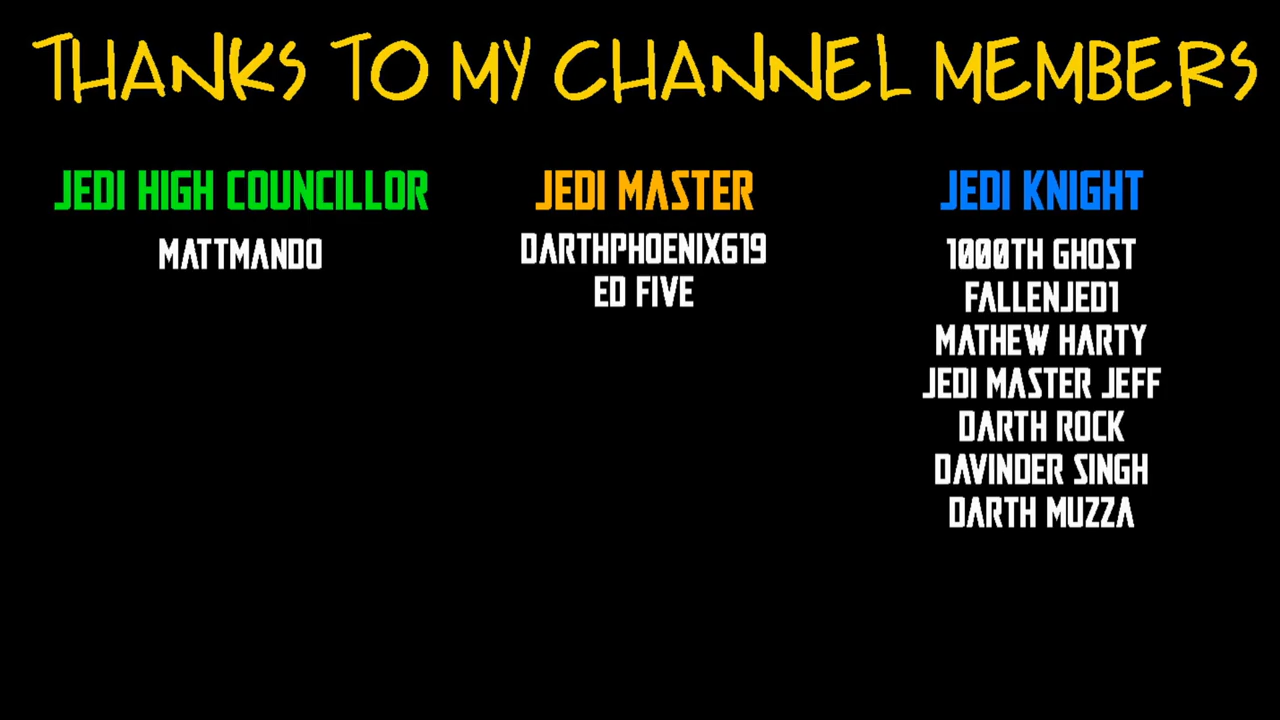 THANKS TO MY CHANNEL MEMBERS
JEDI HIGH COUNCILLOR
MATTMANDO
JEDI MASTER
DARTHPHOENIX619
ED FIVE
JEDI KNIGHT
1000TH GHOST
FALLENJED1
MATHEW HARTY
JEDI MASTER JEFF
DARTH ROCK
DAVINDER SINGH
DARTH MUZZA